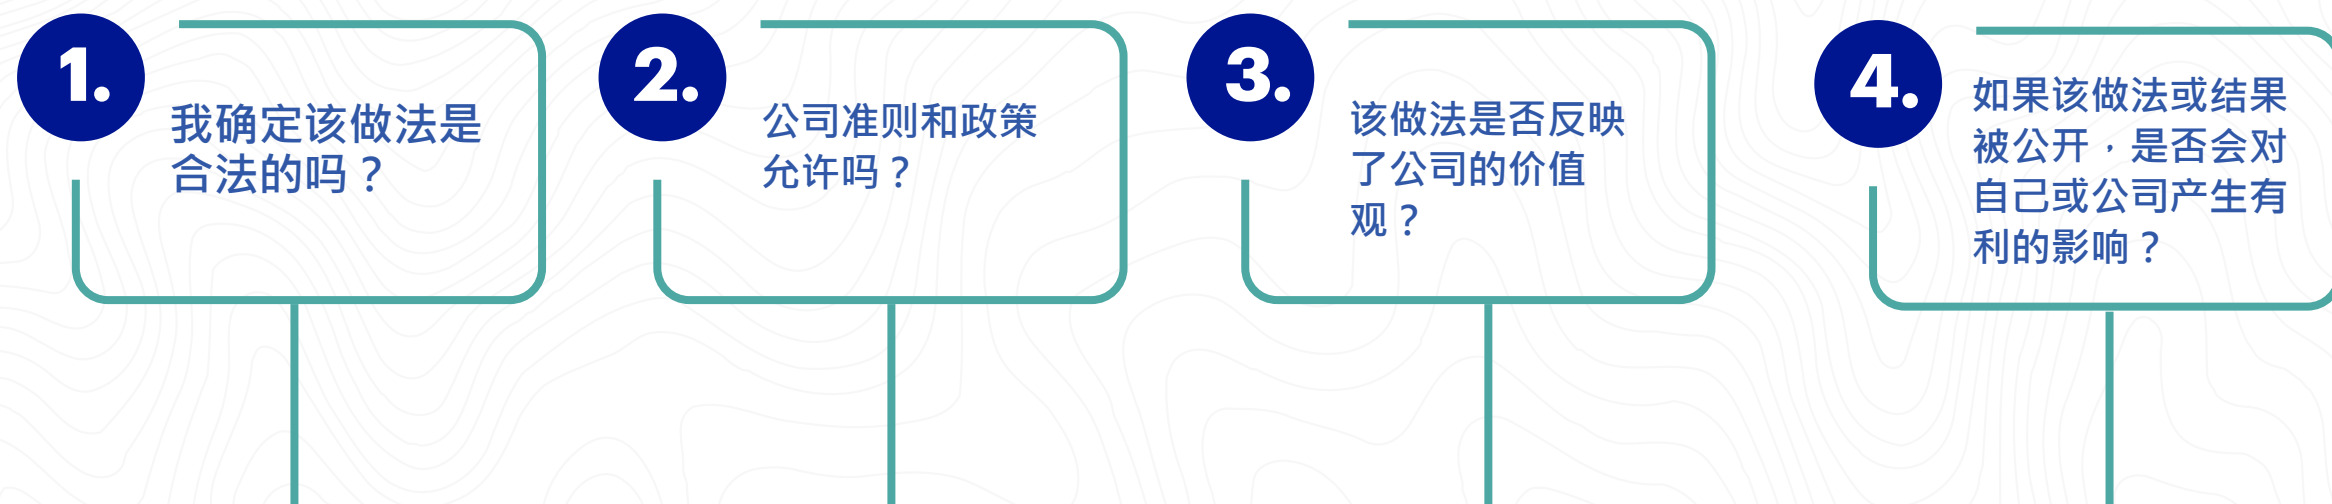 1.
我确定该做法是
合法的吗？
2.
公司准则和政策
允许吗？
3.
该做法是否反映
了公司的价值
观？
4.
如果该做法或结果
被公开，是否会对
自己或公司产生有
利的影响？